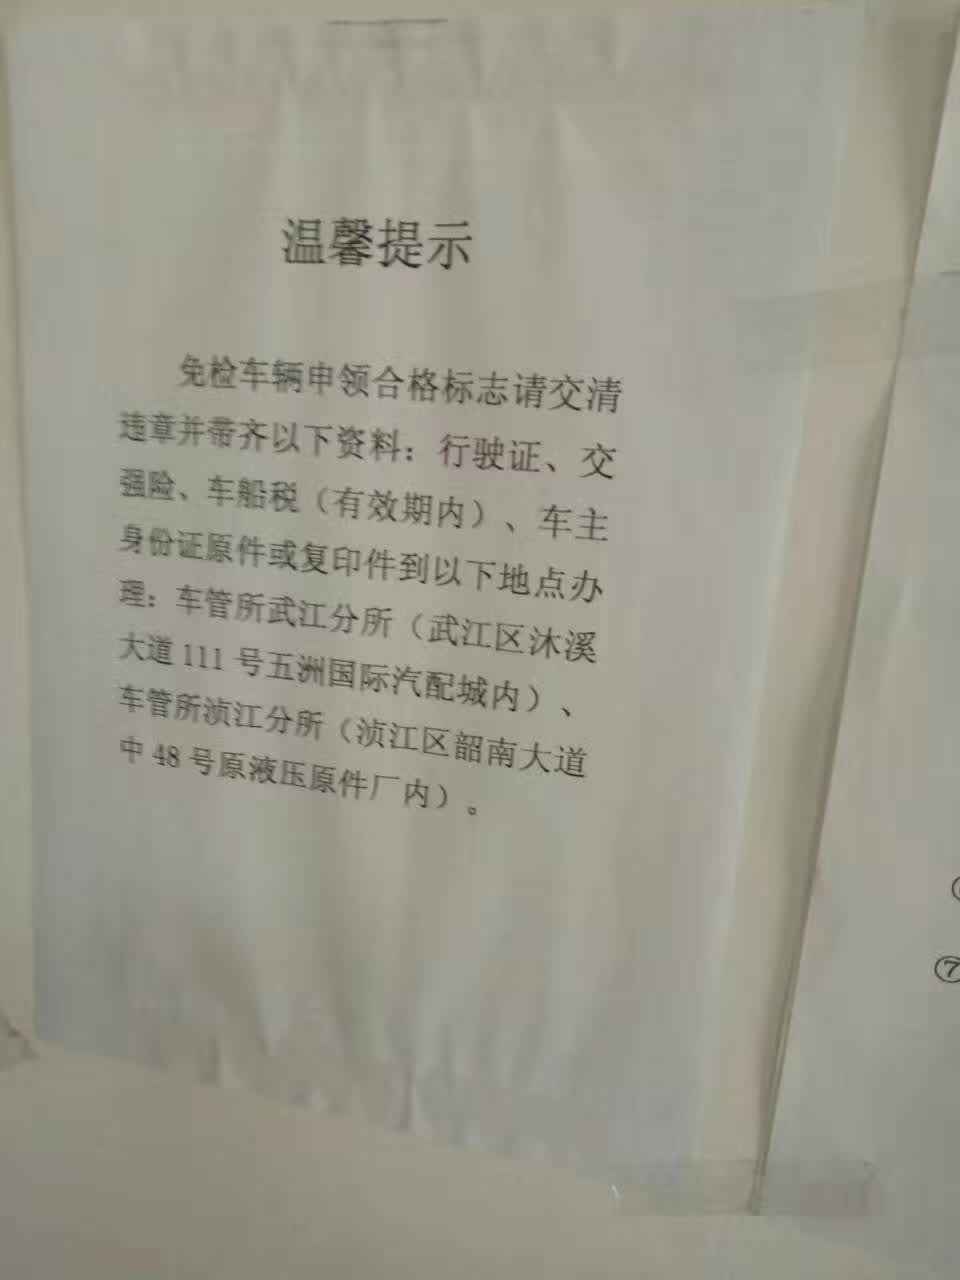 温馨提示
免检车辆申领合格标志请交清
违章并带齐以下资料：行驶证、交
强险、车船税（有效期内）、车主
身份证原件或复印件到以下地点办
理：车管所武江分所（武江区沐溪
大道111号五洲国际汽配城内）、
车管所浈江分所（浈江区韶南大道
中48号原液压原件厂内）。
⑦